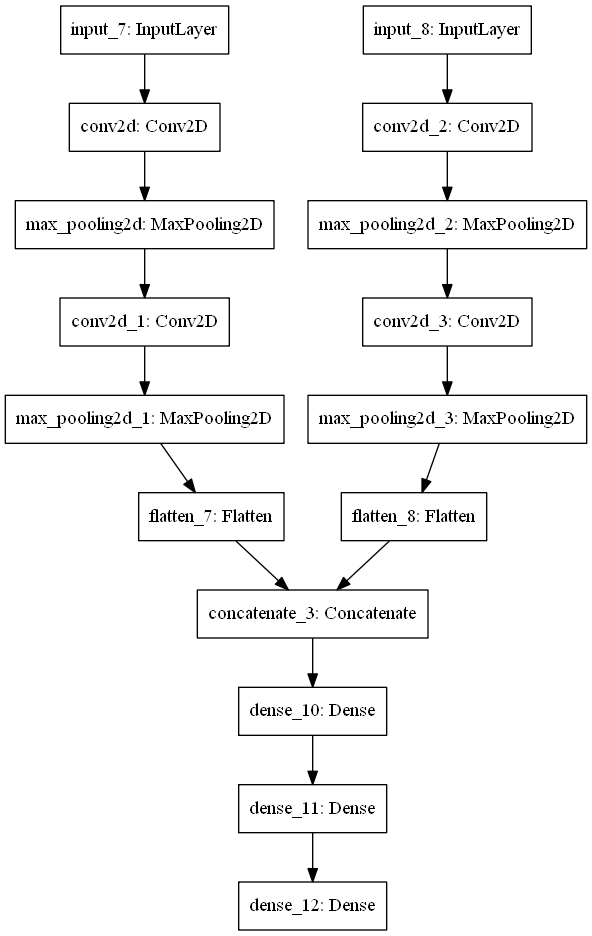 input_7: InputLayer
input_8: InputLayer
conv2d: Conv2D
conv2d_2: Conv2D
max_pooling2d: MaxPooling2D
max_pooling2d_2: MaxPooling2D
conv2d_1: Conv2D
conv2d_3: Conv2D
max_pooling2d_1: MaxPooling2D
max_pooling2d_3: MaxPooling2D
flatten_7: Flatten
flatten_8: Flatten
concatenate_3: Concatenate
dense_10: Dense
dense_11: Dense
dense_12: Dense